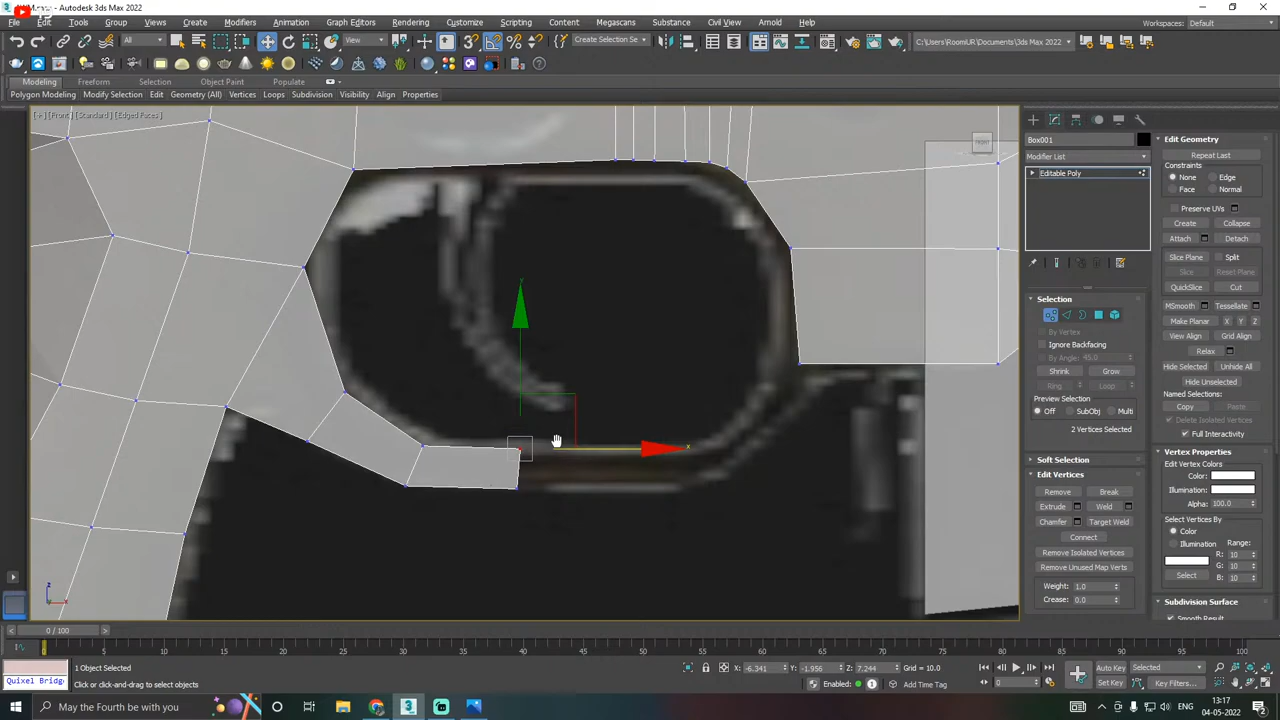 - Autodesk 3ds Max 2022
File Edit Tools Group Views Create Modifiers Animation Graph Editors Rendering Customize Scripting Content Megascans Substance Civil View Arnold Help
Workspaces: Default
All View Create Selection Se C:\Users\RoomUR\Documents\3ds Max 2022
Modeling Freeform Selection Object Paint Populate
Polygon Modeling Modify Selection Edit Geometry (All) Vertices Loops Subdivision Visibility Align Properties
[+] [Front] [Standard] [Edged Faces]
FRONT
Box001
Modifier List
Editable Poly
Selection
By Vertex
Ignore Backfacing
By Angle: 45.0
Shrink Grow
Ring Loop
Preview Selection
Off SubObj Multi
2 Vertices Selected
Soft Selection
Edit Vertices
Remove Break
Extrude Weld
Chamfer Target Weld
Connect
Remove Isolated Vertices
Remove Unused Map Verts
Weight: 1.0
Crease: 0.0
Edit Geometry
Repeat Last
Constraints
None Edge
Face Normal
Preserve UVs
Create Collapse
Attach Detach
Slice Plane Split
Slice Reset Plane
QuickSlice Cut
MSmooth Tessellate
Make Planar X Y Z
View Align Grid Align
Relax
Hide Selected Unhide All
Hide Unselected
Named Selections:
Copy Paste
Delete Isolated Vertices
Full Interactivity
Vertex Properties
Edit Vertex Colors
Color:
Illumination:
Alpha: 100.0
Select Vertices By
Color
Illumination Range:
R: 10
G: 10
B: 10
Select
Subdivision Surface
Smooth Result
0 / 100
0 5 10 15 20 25 30 35 40 45 50 55 60 65 70 75 80 85 90 95 100
1 Object Selected
X: -6.341 Y: -1.956 Z: 7.244 Grid = 10.0
Auto Key Selected
Quixel Bridg
Click or click-and-drag to select objects
Enabled: Add Time Tag
0 Set Key Key Filters...
May the Fourth be with you
13:17
04-05-2022